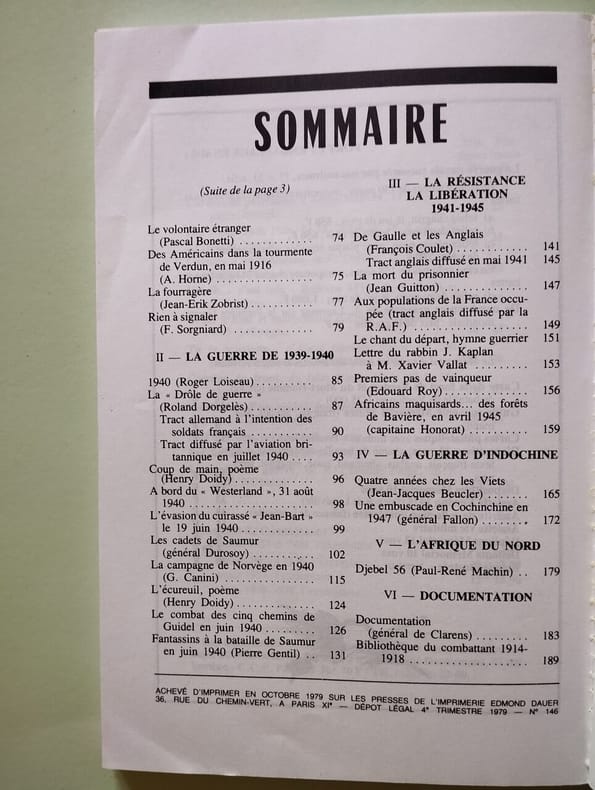 SOMMAIRE
(Suite de la page 3)
Le volontaire étranger
(Pascal Bonetti) ............. 74
Des Américains dans la tourmente
de Verdun, en mai 1916
(A. Horne) ................. 75
La fourragère
(Jean-Erik Zobrist) ........... 77
Rien à signaler
(F. Sorgniard) .............. 79
II — LA GUERRE DE 1939-1940
1940 (Roger Loiseau) .......... 85
La « Drôle de guerre »
(Roland Dorgelès) ............ 87
Tract allemand à l'intention des
soldats français ........... 90
Tract diffusé par l'aviation bri-
tannique en juillet 1940 .... 93
Coup de main, poème
(Henry Doidy) .............. 96
A bord du « Westerland », 31 août
1940 ...................... 98
L'évasion du cuirassé « Jean-Bart »
le 19 juin 1940 ............. 99
Les cadets de Saumur
(général Durosoy) ........... 102
La campagne de Norvège en 1940
(G. Canini) ................ 115
L'écureuil, poème
(Henry Doidy) .............. 124
Le combat des cinq chemins de
Guidel en juin 1940 ......... 126
Fantassins à la bataille de Saumur
en juin 1940 (Pierre Gentil) .. 131
III — LA RÉSISTANCE
LA LIBÉRATION
1941-1945
De Gaulle et les Anglais
(François Coulet) ............ 141
Tract anglais diffusé en mai 1941 145
La mort du prisonnier
(Jean Guitton) .............. 147
Aux populations de la France occu-
pée (tract anglais diffusé par la
R.A.F.) .................... 149
Le chant du départ, hymne guerrier 151
Lettre du rabbin J. Kaplan
à M. Xavier Vallat ......... 153
Premiers pas de vainqueur
(Edouard Roy) .............. 156
Africains maquisards... des forêts
de Bavière, en avril 1945
(capitaine Honorat) .......... 159
IV — LA GUERRE D'INDOCHINE
Quatre années chez les Viets
(Jean-Jacques Beucler) ....... 165
Une embuscade en Cochinchine en
1947 (général Fallon) ........ 172
V — L'AFRIQUE DU NORD
Djebel 56 (Paul-René Machin) .. 179
VI — DOCUMENTATION
Documentation
(général de Clarens) ......... 183
Bibliothèque du combattant 1914-
1918 ...................... 189
ACHEVÉ D'IMPRIMER EN OCTOBRE 1979 SUR LES PRESSES DE L'IMPRIMERIE EDMOND DAUER
36, RUE DU CHEMIN-VERT, A PARIS XIe — DÉPOT LÉGAL 4e TRIMESTRE 1979 — N° 146